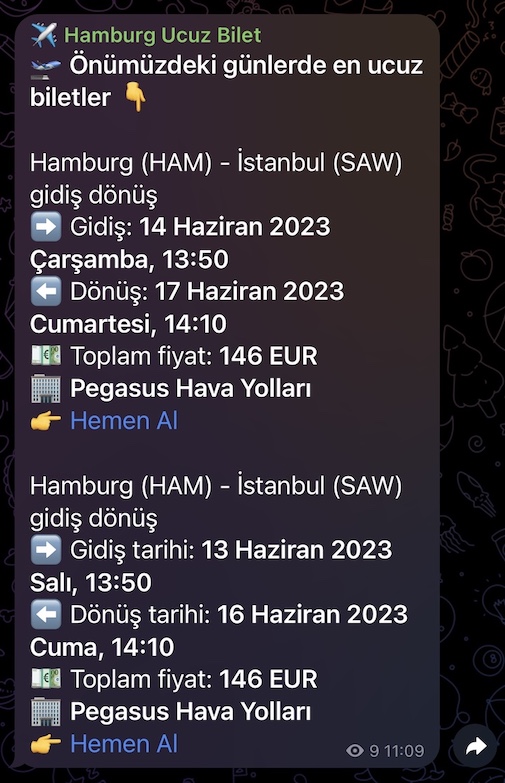 ✈️ Hamburg Ucuz Bilet
🛫 Önümüzdeki günlerde en ucuz
biletler 👇
Hamburg (HAM) - İstanbul (SAW)
gidiş dönüş
➡️ Gidiş: 14 Haziran 2023
Çarşamba, 13:50
⬅️ Dönüş: 17 Haziran 2023
Cumartesi, 14:10
💶 Toplam fiyat: 146 EUR
🏢 Pegasus Hava Yolları
👉 Hemen Al
Hamburg (HAM) - İstanbul (SAW)
gidiş dönüş
➡️ Gidiş tarihi: 13 Haziran 2023
Salı, 13:50
⬅️ Dönüş tarihi: 16 Haziran 2023
Cuma, 14:10
💶 Toplam fiyat: 146 EUR
🏢 Pegasus Hava Yolları
👉 Hemen Al
9 11:09